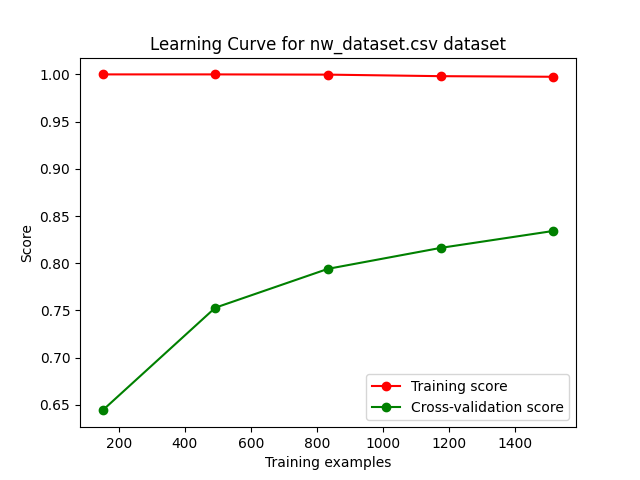 Learning Curve for nw_dataset.csv dataset
1.00
0.95
0.90
0.85
0.80
0.75
0.70
0.65
Score
200 400 600 800 1000 1200 1400
Training examples
Training score
Cross-validation score